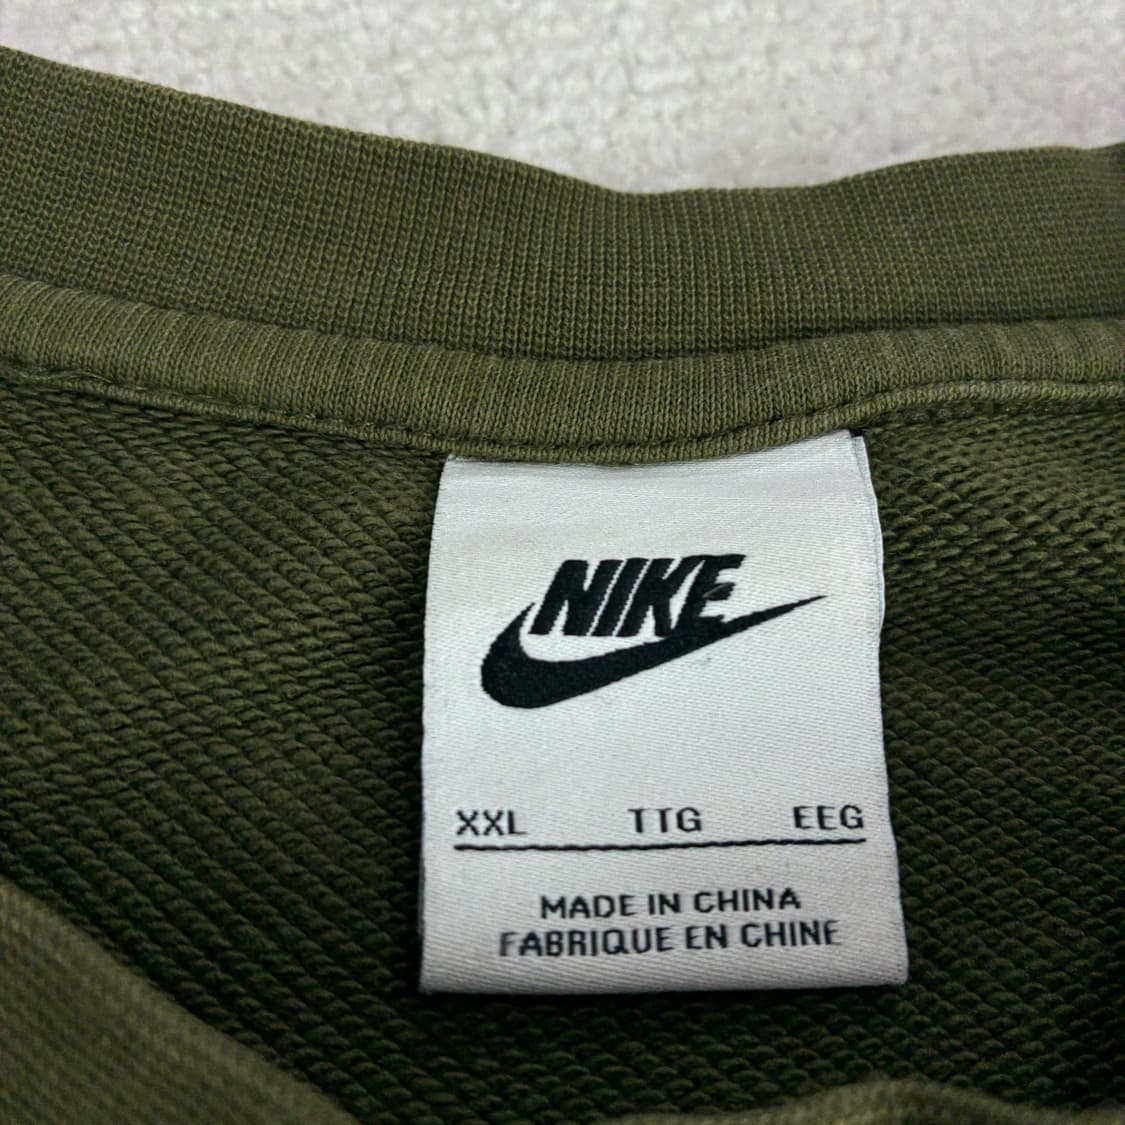 NIKE
XXL TTG EEG
MADE IN CHINA
FABRIQUE EN CHINE